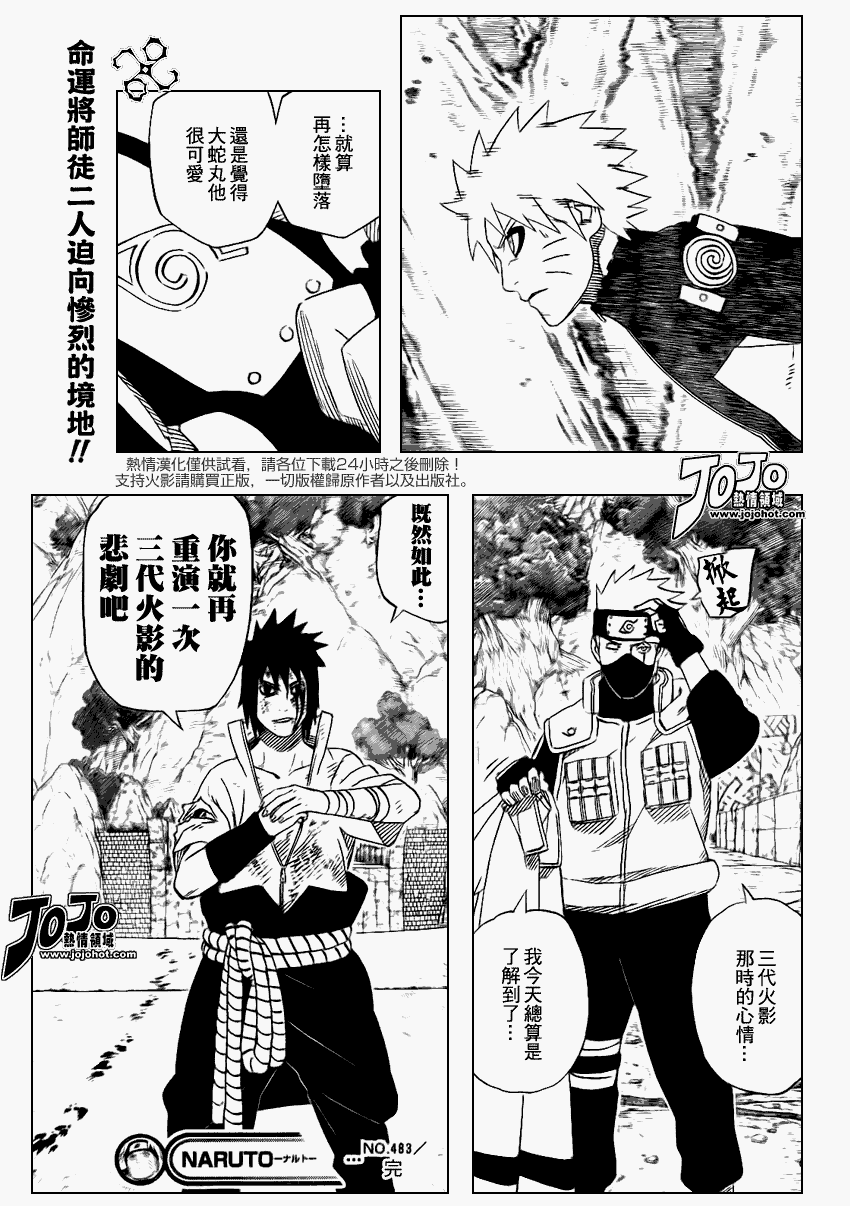 …就算
再怎樣墮落
還是覺得
大蛇丸他
很可愛
命運將師徒二人迫向慘烈的境地!!
熱情漢化僅供試看，請各位下載24小時之後刪除！
支持火影請購買正版，一切版權歸原作者以及出版社。
JOJO
熱情領域
www.jojohot.com
掀起
三代火影
那時的心情…
我今天總算是
了解到了…
既然如此…
你就再
重演一次
三代火影的
悲劇吧
JOJO
熱情領域
www.jojohot.com
NARUTO
ーナルトー
…NO.483/
完